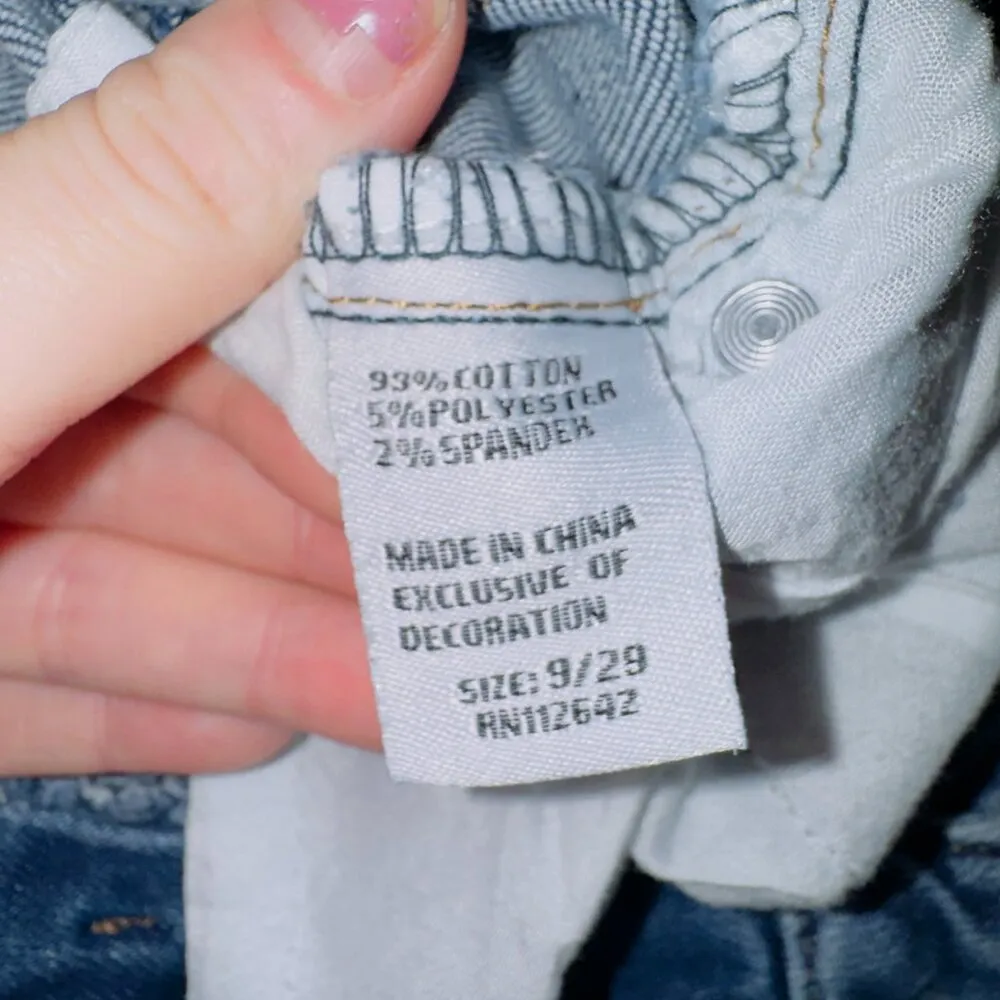 93% COTTON
5% POLYESTER
2% SPANDEX
MADE IN CHINA
EXCLUSIVE OF
DECORATION
SIZE: 9/29
RN112642